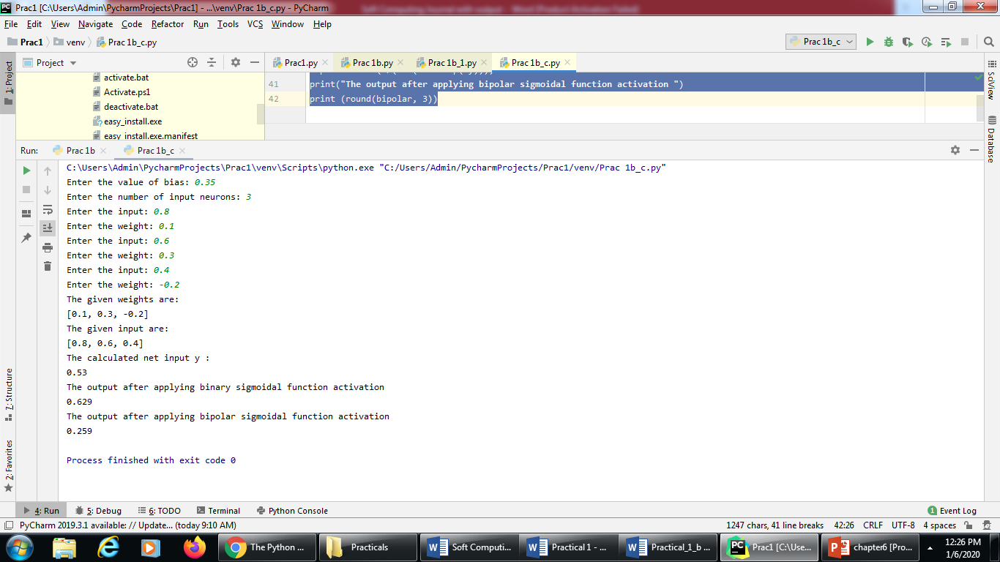 Prac1 [C:\Users\Admin\PycharmProjects\Prac1] - ...\venv\Prac 1b_c.py - PyCharm
File Edit View Navigate Code Refactor Run Tools VCS Window Help
Prac1 venv Prac 1b_c.py Prac 1b_c
1: Project
Project
Prac1.py Prac 1b.py Prac 1b_1.py Prac 1b_c.py
activate.bat
Activate.ps1
deactivate.bat
easy_install.exe
easy_install.exe.manifest
41 print("The output after applying bipolar sigmoidal function activation ")
42 print (round(bipolar, 3))
SciView
Database
Run: Prac 1b Prac 1b_c
C:\Users\Admin\PycharmProjects\Prac1\venv\Scripts\python.exe "C:/Users/Admin/PycharmProjects/Prac1/venv/Prac 1b_c.py"
Enter the value of bias: 0.35
Enter the number of input neurons: 3
Enter the input: 0.8
Enter the weight: 0.1
Enter the input: 0.6
Enter the weight: 0.3
Enter the input: 0.4
Enter the weight: -0.2
The given weights are:
[0.1, 0.3, -0.2]
The given input are:
[0.8, 0.6, 0.4]
The calculated net input y :
0.53
The output after applying binary sigmoidal function activation
0.629
The output after applying bipolar sigmoidal function activation
0.259
Process finished with exit code 0
7: Structure
2: Favorites
4: Run 5: Debug 6: TODO Terminal Python Console 1 Event Log
PyCharm 2019.3.1 available: // Update... (today 9:10 AM) 1247 chars, 41 line breaks 42:26 CRLF UTF-8 4 spaces
The Python ... Practicals Soft Computi... Practical 1 - ... Practical_1_b ... Prac1 [C:\Use... chapter6 [Pro... 12:26 PM
1/6/2020